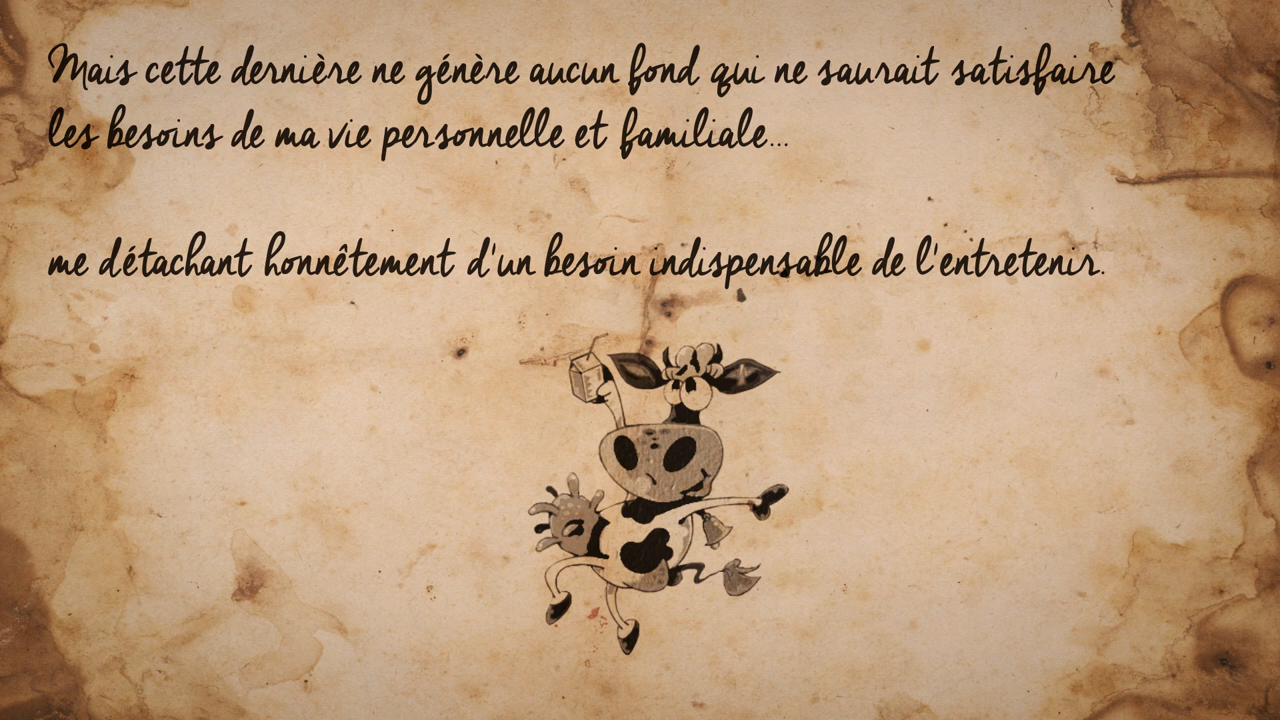 Mais cette dernière ne génère aucun fond qui ne saurait satisfaire
les besoins de ma vie personnelle et familiale...
me détachant honnêtement d'un besoin indispensable de l'entretenir.